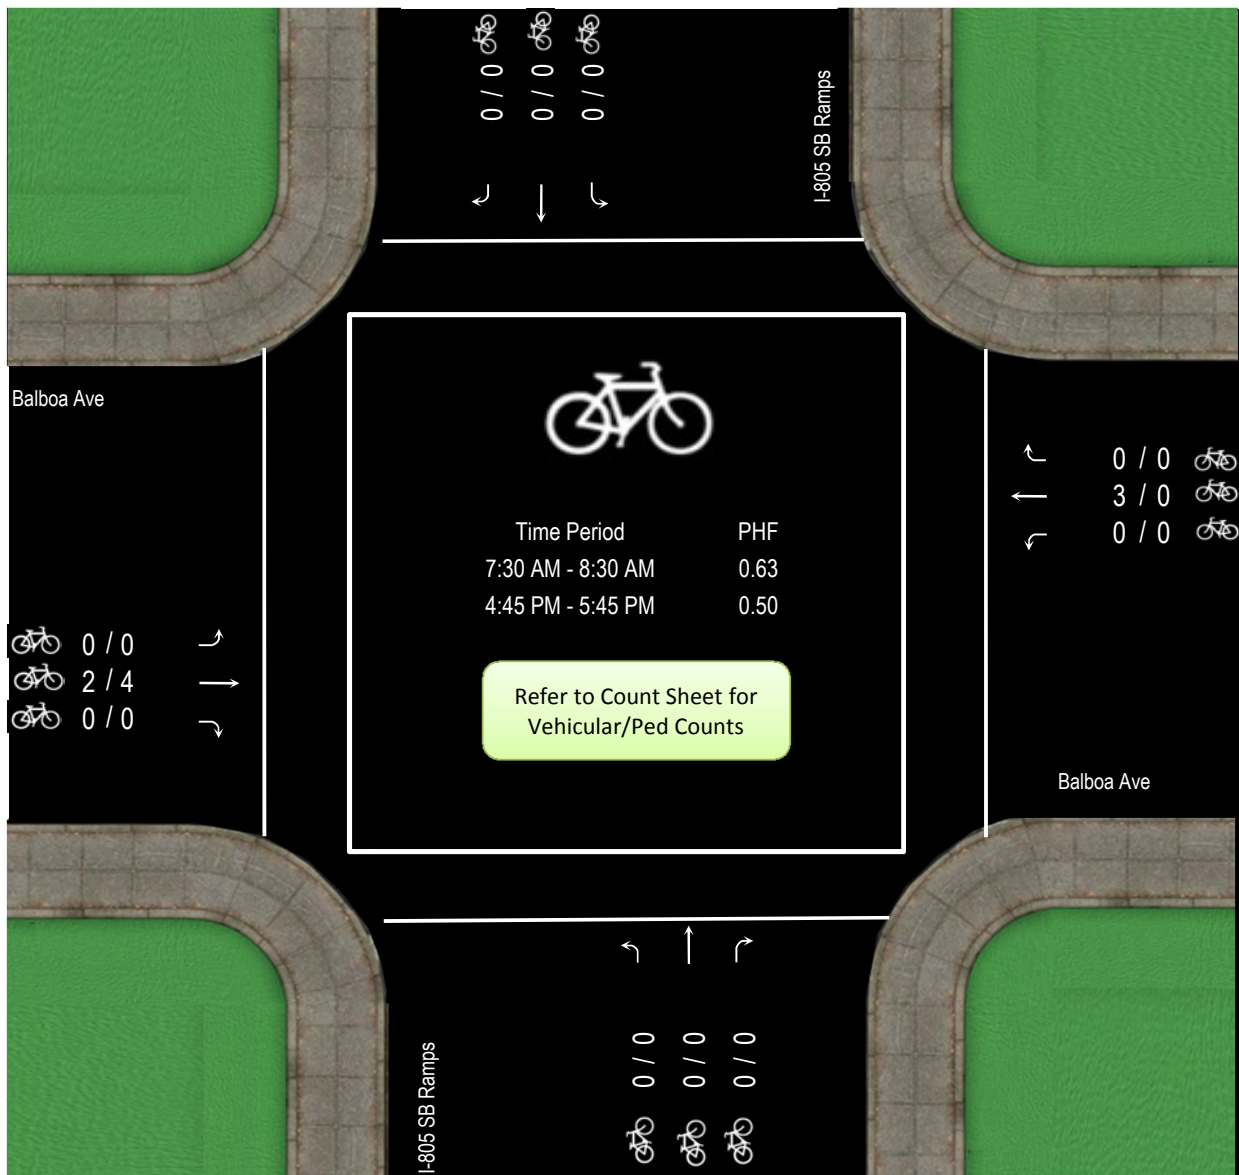 0 / 0
0 / 0
0 / 0
I-805 SB Ramps
Balboa Ave
0 / 0
3 / 0
0 / 0
Time Period PHF
7:30 AM - 8:30 AM 0.63
4:45 PM - 5:45 PM 0.50
0 / 0
2 / 4
0 / 0
Refer to Count Sheet for
Vehicular/Ped Counts
Balboa Ave
I-805 SB Ramps
0 / 0
0 / 0
0 / 0